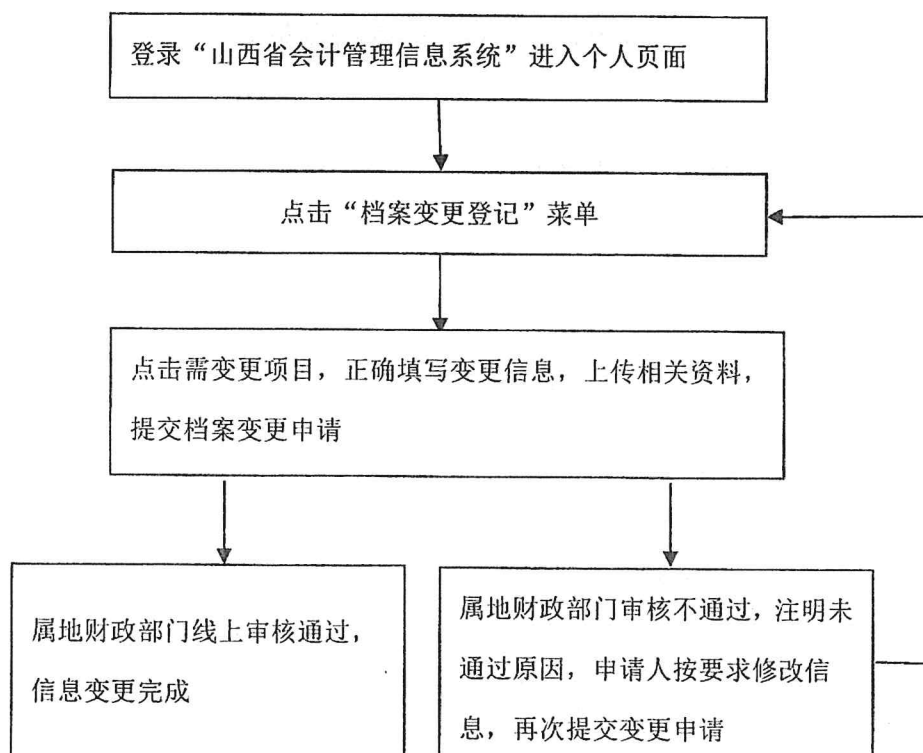 登录“山西省会计管理信息系统”进入个人页面
点击“档案变更登记”菜单
点击需变更项目，正确填写变更信息，上传相关资料，
提交档案变更申请
属地财政部门线上审核通过，
信息变更完成
属地财政部门审核不通过，注明未
通过原因，申请人按要求修改信
息，再次提交变更申请